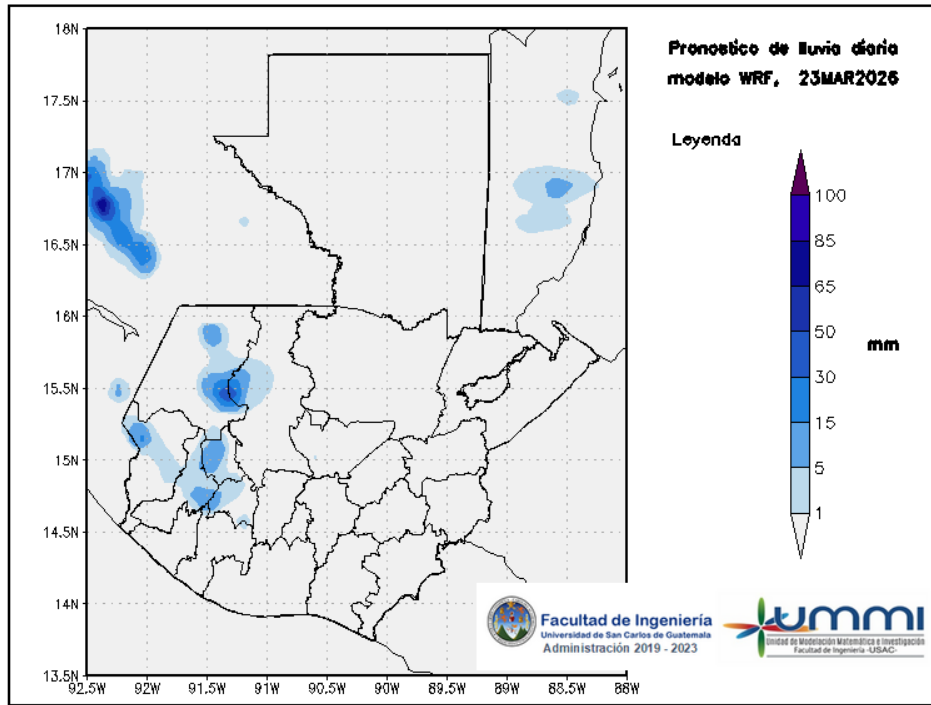 Pronostico de lluvia diaria
modelo WRF, 23MAR2026
Leyenda
100
85
65
50
30
15
5
1
mm
18N
17.5N
17N
16.5N
16N
15.5N
15N
14.5N
14N
13.5N
92.5W 92W 91.5W 91W 90.5W 90W 89.5W 89W 88.5W 88W
Facultad de Ingeniería
Universidad de San Carlos de Guatemala
Administración 2019 - 2023
UMMI
Unidad de Modelación Matemática e Investigación
Facultad de Ingeniería -USAC-